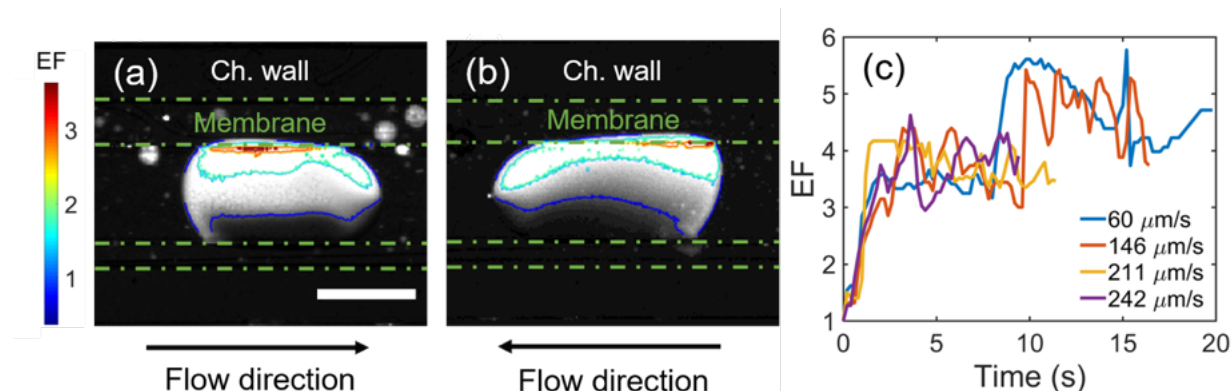 EF
3
2
1
(a)
Ch. wall
Membrane
Flow direction
(b)
Ch. wall
Membrane
Flow direction
(c)
EF
6
5
4
3
2
1
0
5
10
15
20
Time (s)
60 μm/s
146 μm/s
211 μm/s
242 μm/s